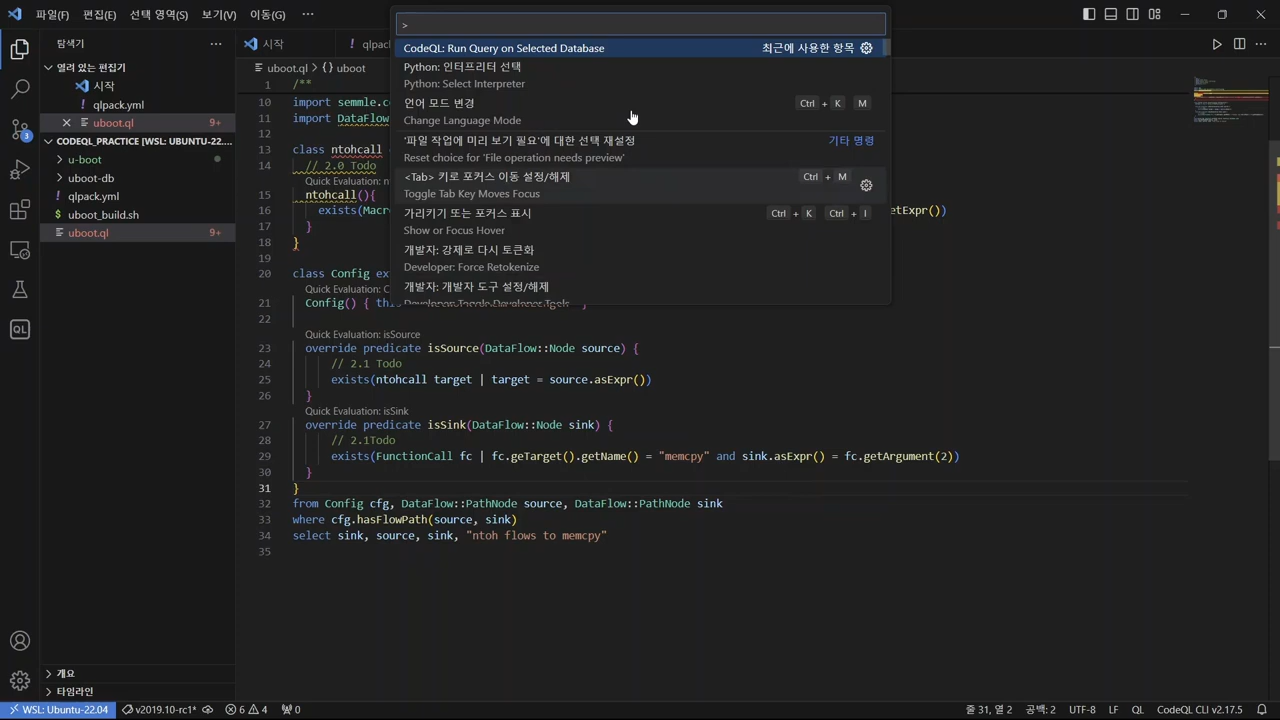 파일(F) 편집(E) 선택 영역(S) 보기(V) 이동(G) ···
>
CodeQL: Run Query on Selected Database 최근에 사용한 항목
Python: 인터프리터 선택
Python: Select Interpreter
언어 모드 변경 Ctrl + K M
Change Language Mode
'파일 작업에 미리 보기 필요'에 대한 선택 재설정 기타 명령
Reset choice for 'File operation needs preview'
<Tab> 키로 포커스 이동 설정/해제 Ctrl + M
Toggle Tab Key Moves Focus
가리키기 또는 포커스 표시 Ctrl + K Ctrl + I
Show or Focus Hover
개발자: 강제로 다시 토큰화
Developer: Force Retokenize
개발자: 개발자 도구 설정/해제
Developer: Toggle Developer Tools
탐색기 ···
열려 있는 편집기
시작
qlpack.yml
uboot.ql 9+
CODEQL_PRACTICE [WSL: UBUNTU-22....
u-boot
uboot-db
qlpack.yml
uboot_build.sh
uboot.ql 9+
개요
타임라인
3
QL
시작 qlpack
uboot.ql > {} uboot
1 /**
10 import semmle.c
11 import DataFlow
12
13 class ntohcall
14 // 2.0 Todo
Quick Evaluation: n
15 ntohcall(){
16 exists(Mac etExpr())
17 }
18 }
19
20 class Config ex
Quick Evaluation: C
21 Config() { this }
22
Quick Evaluation: isSource
23 override predicate isSource(DataFlow::Node source) {
24 // 2.1 Todo
25 exists(ntohcall target | target = source.asExpr())
26 }
Quick Evaluation: isSink
27 override predicate isSink(DataFlow::Node sink) {
28 // 2.1Todo
29 exists(FunctionCall fc | fc.getTarget().getName() = "memcpy" and sink.asExpr() = fc.getArgument(2))
30 }
31 }
32 from Config cfg, DataFlow::PathNode source, DataFlow::PathNode sink
33 where cfg.hasFlowPath(source, sink)
34 select sink, source, sink, "ntoh flows to memcpy"
35
WSL: Ubuntu-22.04 v2019.10-rc1* 6 4 0 줄 31, 열 2 공백: 2 UTF-8 LF QL CodeQL CLI v2.17.5